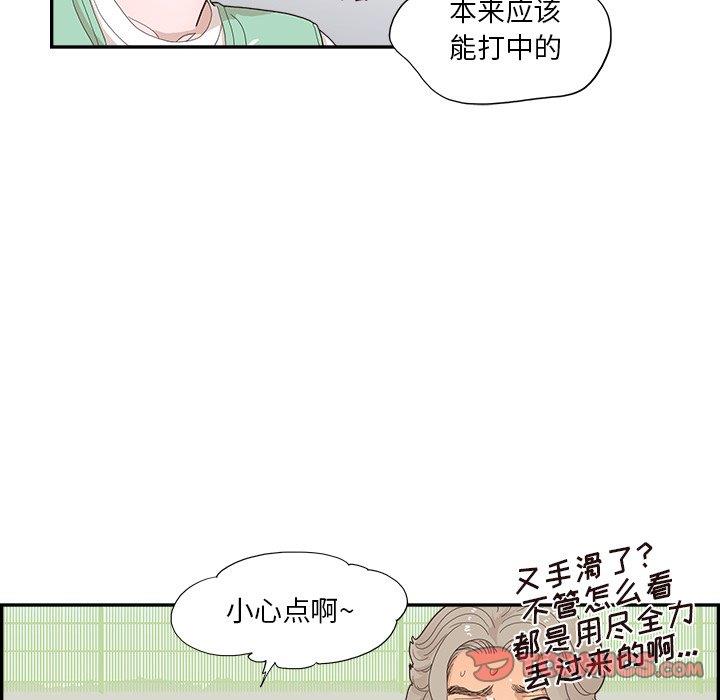 本来应该
能打中的
小心点啊~
又手滑了?
不管怎么看
都是用尽全力
丢过来的啊...